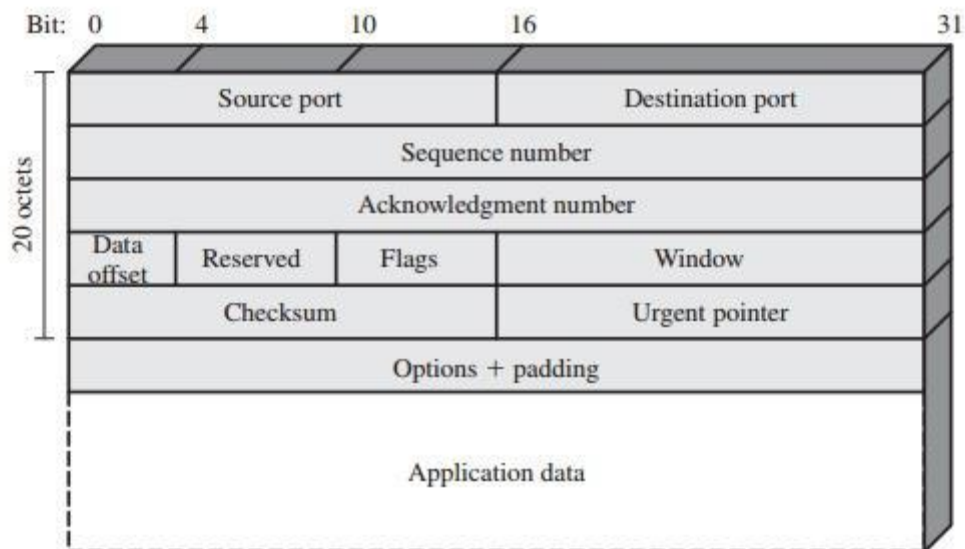 Bit: 0 4 10 16 31
Source port Destination port
Sequence number
Acknowledgment number
Data offset Reserved Flags Window
Checksum Urgent pointer
20 octets
Options + padding
Application data